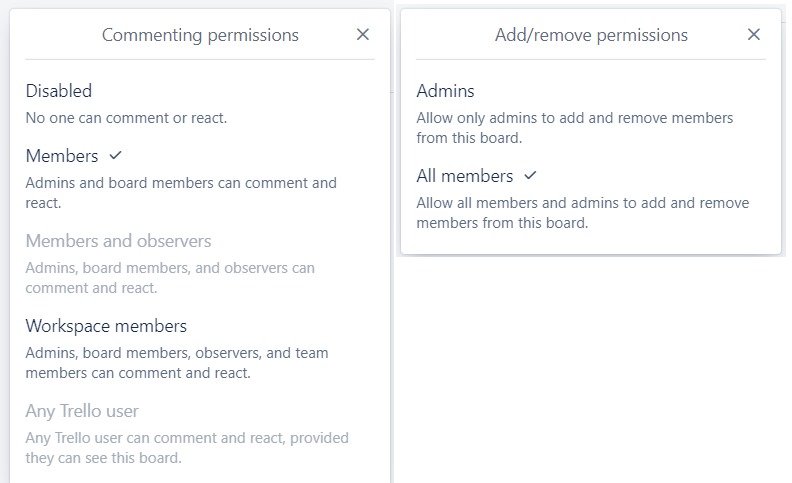 Commenting permissions
Disabled
No one can comment or react.
Members
Admins and board members can comment and
react.
Members and observers
Admins, board members, and observers can
comment and react.
Workspace members
Admins, board members, observers, and team
members can comment and react.
Any Trello user
Any Trello user can comment and react, provided
they can see this board.
Add/remove permissions
Admins
Allow only admins to add and remove members
from this board.
All members
Allow all members and admins to add and remove
members from this board.